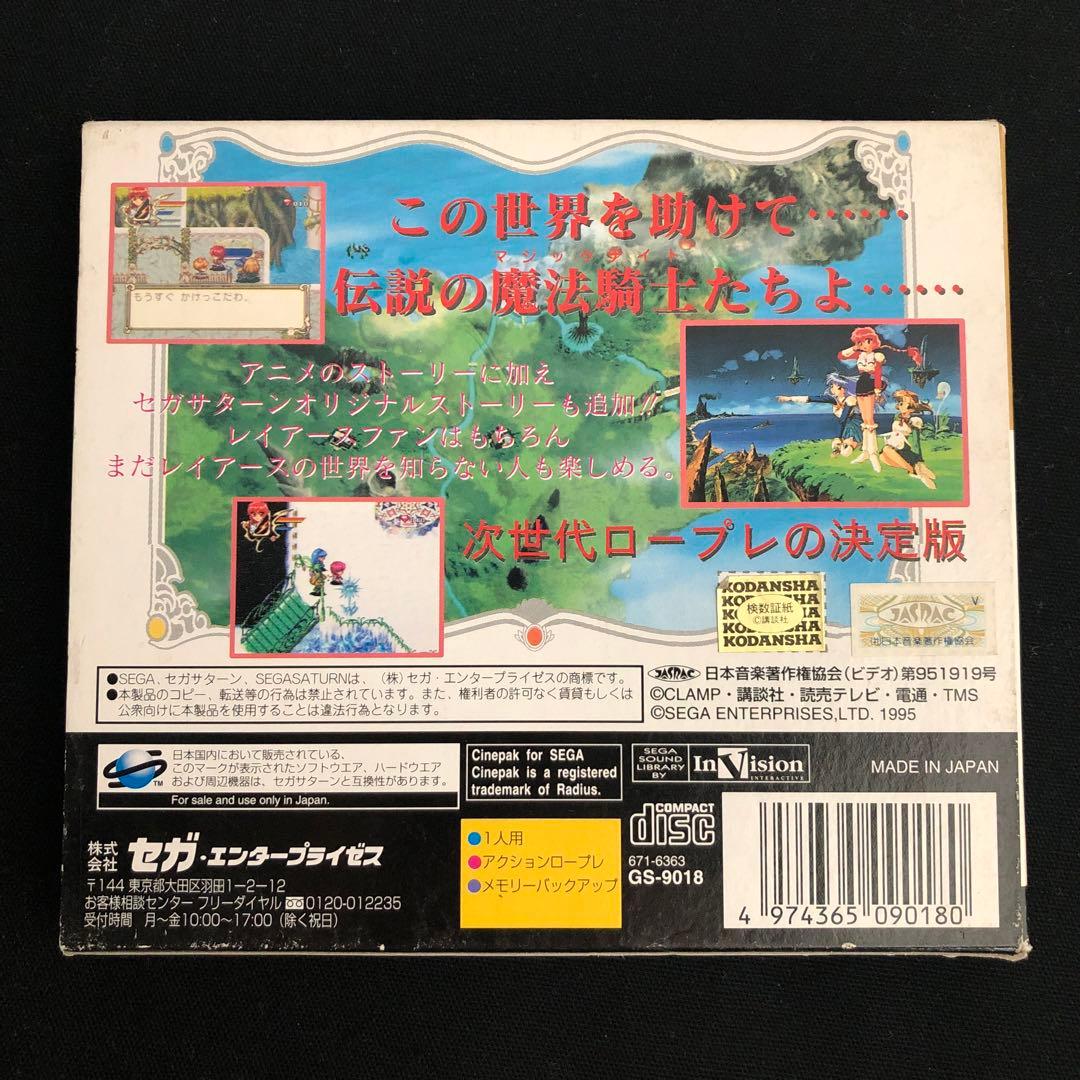 この世界を助けて……
マジックナイト
伝説の魔法騎士たちよ……
もうすぐ かけっこだわ。
アニメのストーリーに加え
セガサターンオリジナルストーリーも追加!!
レイアースファンはもちろん
まだレイアースの世界を知らない人も楽しめる。
次世代ロープレの決定版
KODANSHA
KODANSHA
検数証紙
©講談社
KODANSHA
V
JASRAC
(社)日本音楽著作権協会
●SEGA、セガサターン、SEGASATURNは、(株)セガ・エンタープライゼスの商標です。
●本製品のコピー、転送等の行為は禁止されています。また、権利者の許可なく賃貸もしくは
公衆向けに本製品を使用することは違法行為となります。
JASRAC 日本音楽著作権協会(ビデオ)第951919号
©CLAMP・講談社・読売テレビ・電通・TMS
©SEGA ENTERPRISES,LTD. 1995
TM
日本国内において販売されている、
このマークが表示されたソフトウエア、ハードウエア
および周辺機器は、セガサターンと互換性があります。
For sale and use only in Japan.
Cinepak for SEGA
Cinepak is a registered
trademark of Radius.
SEGA
SOUND
LIBRARY
BY
InVision
INTERACTIVE
MADE IN JAPAN
株式会社 セガ・エンタープライゼス
〒144 東京都大田区羽田1-2-12
お客様相談センター フリーダイヤル 0120-012235
受付時間 月〜金10:00〜17:00(除く祝日)
●1人用
●アクションロープレ
●メモリーバックアップ
COMPACT
disc
671-6363
GS-9018
4 974365 090180